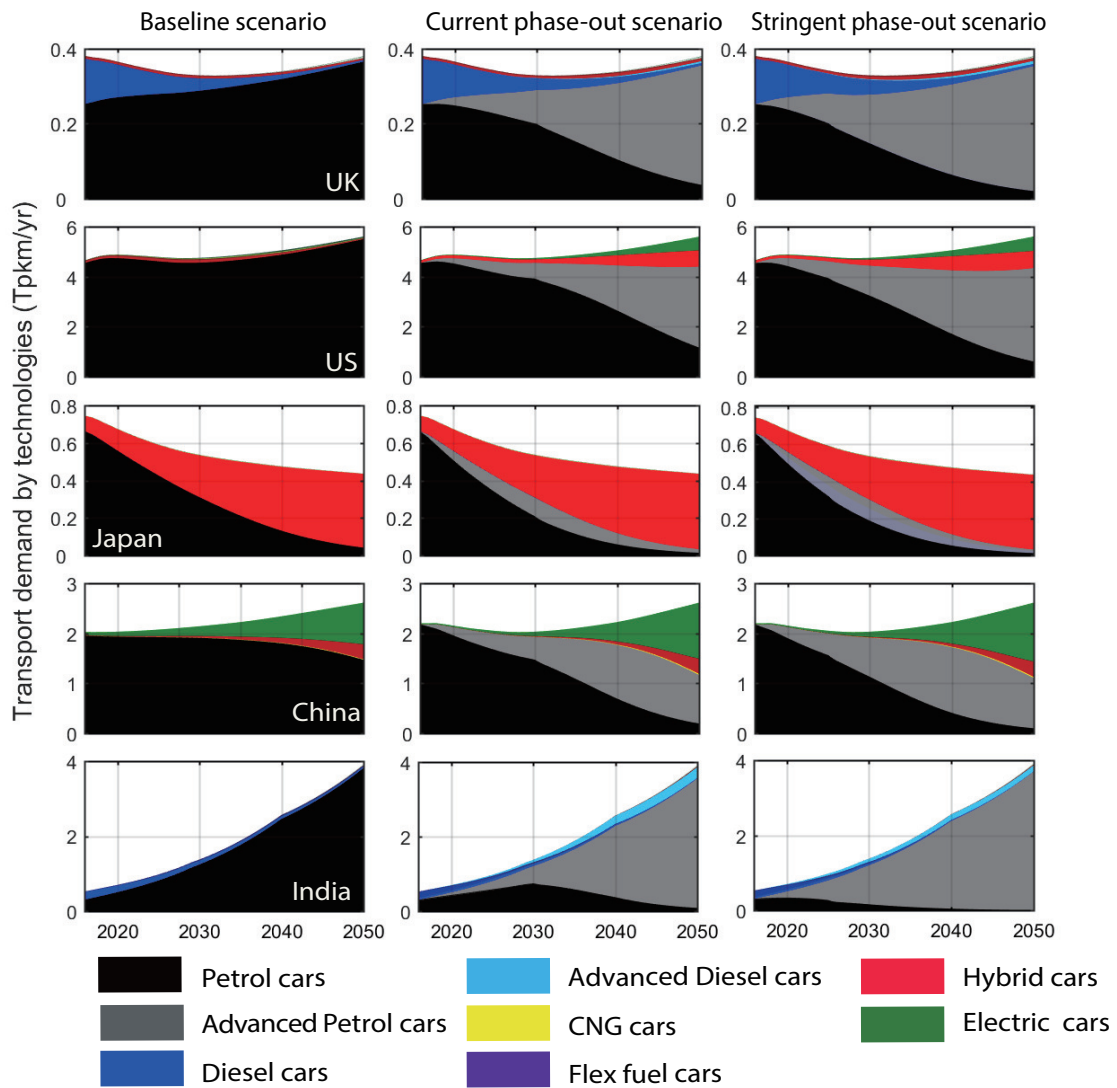 Baseline scenario Current phase-out scenario Stringent phase-out scenario
Transport demand by technologies (Tpkm/yr)
0.4 0.4 0.4
0.2 0.2 0.2
0 0 0
UK
6 6 6
4 4 4
2 2 2
0 0 0
US
0.8 0.8 0.8
0.6 0.6 0.6
0.4 0.4 0.4
0.2 0.2 0.2
0 0 0
Japan
3 3 3
2 2 2
1 1 1
0 0 0
China
4 4 4
2 2 2
0 0 0
India
2020 2030 2040 2050 2020 2030 2040 2050 2020 2030 2040 2050
Petrol cars Advanced Diesel cars Hybrid cars
Advanced Petrol cars CNG cars Electric cars
Diesel cars Flex fuel cars